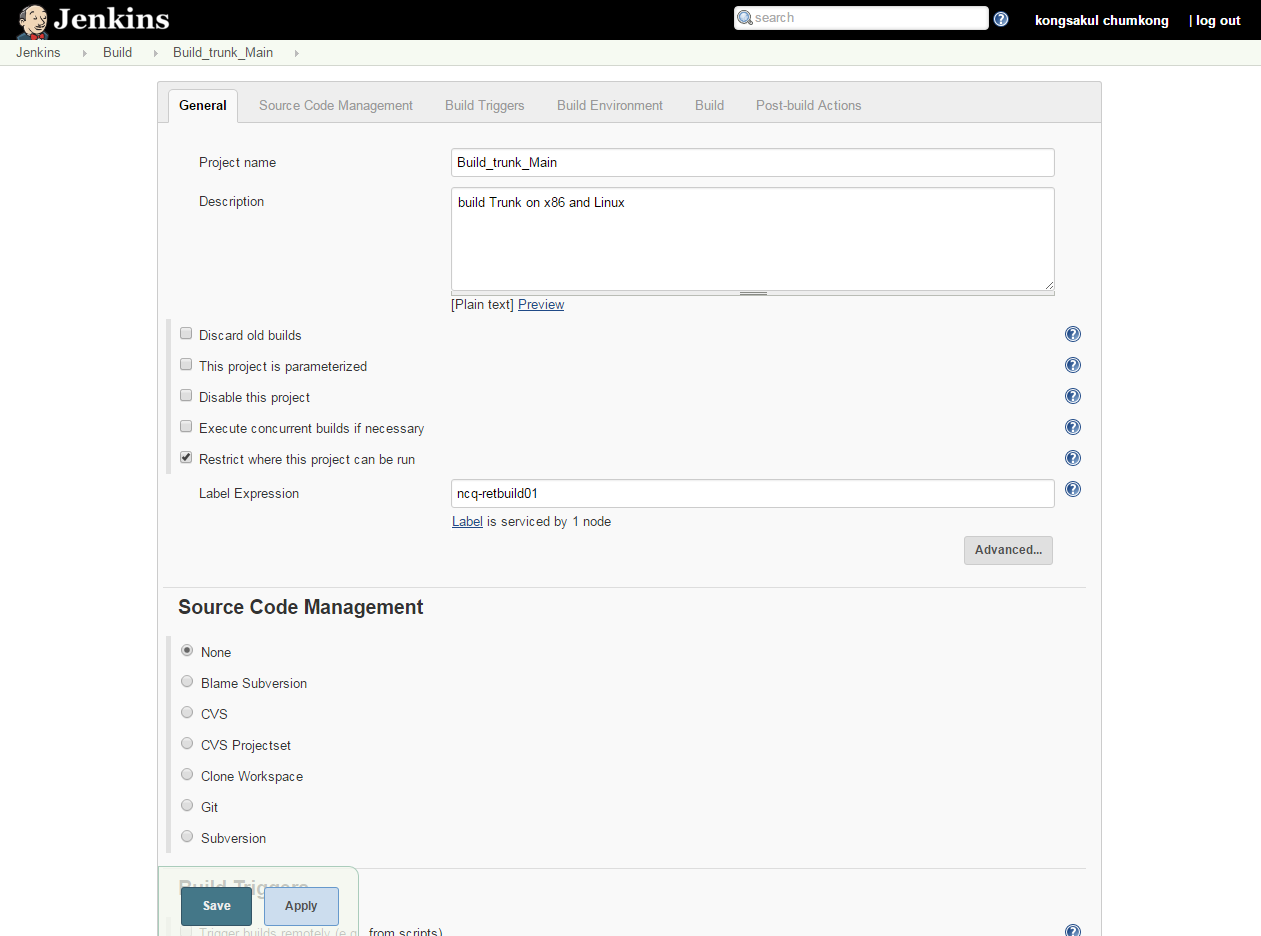 Jenkins
search
kongsakul chumkong
| log out
Jenkins
Build
Build_trunk_Main
General
Source Code Management
Build Triggers
Build Environment
Build
Post-build Actions
Project name
Build_trunk_Main
Description
build Trunk on x86 and Linux
[Plain text] Preview
Discard old builds
This project is parameterized
Disable this project
Execute concurrent builds if necessary
Restrict where this project can be run
Label Expression
ncq-retbuild01
Label is serviced by 1 node
Advanced...
Source Code Management
None
Blame Subversion
CVS
CVS Projectset
Clone Workspace
Git
Subversion
Build Triggers
Save
Apply
Trigger builds remotely (e.g. from scripts)